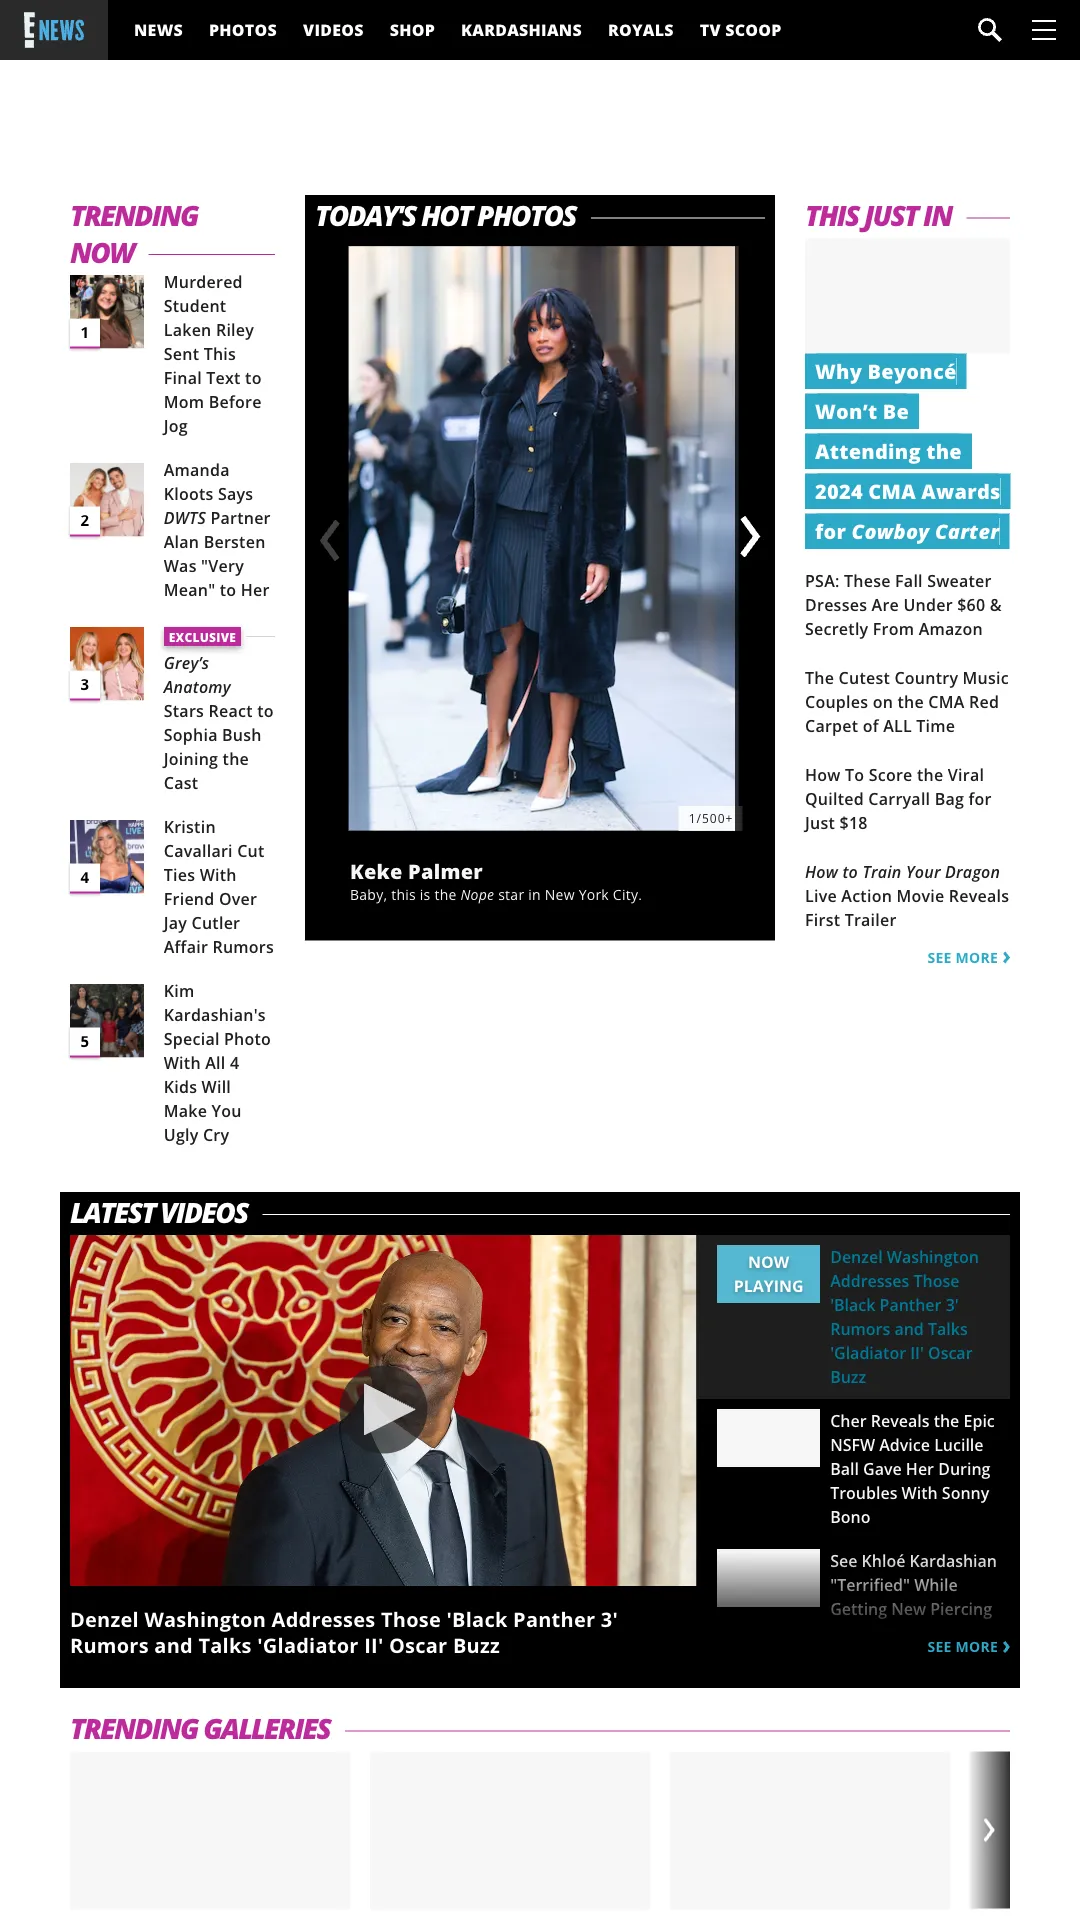 E NEWS
NEWS PHOTOS VIDEOS SHOP KARDASHIANS ROYALS TV SCOOP
TRENDING
NOW
1
Murdered
Student
Laken Riley
Sent This
Final Text to
Mom Before
Jog
2
Amanda
Kloots Says
DWTS Partner
Alan Bersten
Was "Very
Mean" to Her
3
EXCLUSIVE
Grey’s
Anatomy
Stars React to
Sophia Bush
Joining the
Cast
4
Kristin
Cavallari Cut
Ties With
Friend Over
Jay Cutler
Affair Rumors
5
Kim
Kardashian's
Special Photo
With All 4
Kids Will
Make You
Ugly Cry
TODAY'S HOT PHOTOS
1/500+
Keke Palmer
Baby, this is the Nope star in New York City.
THIS JUST IN
Why Beyoncé
Won’t Be
Attending the
2024 CMA Awards
for Cowboy Carter
PSA: These Fall Sweater
Dresses Are Under $60 &
Secretly From Amazon
The Cutest Country Music
Couples on the CMA Red
Carpet of ALL Time
How To Score the Viral
Quilted Carryall Bag for
Just $18
How to Train Your Dragon
Live Action Movie Reveals
First Trailer
SEE MORE
LATEST VIDEOS
Denzel Washington Addresses Those 'Black Panther 3'
Rumors and Talks 'Gladiator II' Oscar Buzz
NOW
PLAYING
Denzel Washington
Addresses Those
'Black Panther 3'
Rumors and Talks
'Gladiator II' Oscar
Buzz
Cher Reveals the Epic
NSFW Advice Lucille
Ball Gave Her During
Troubles With Sonny
Bono
See Khloé Kardashian
"Terrified" While
Getting New Piercing
SEE MORE
TRENDING GALLERIES